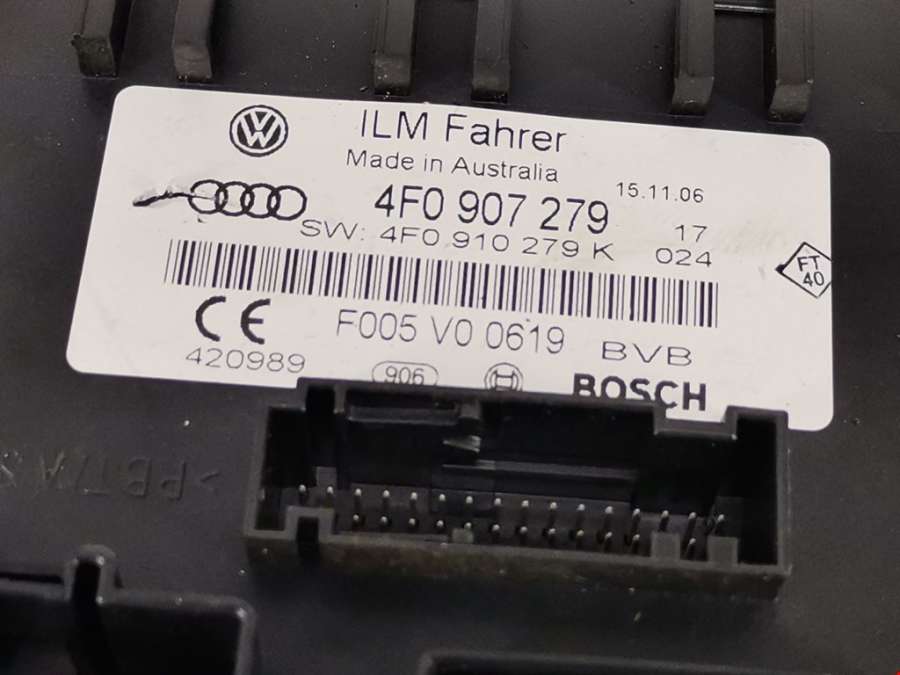 ILM Fahrer
Made in Australia
15.11.06
4F0 907 279
17
SW: 4F0 910 279 K
024
FT
40
F005 V0 0619
BVB
CE
420989
906
BOSCH